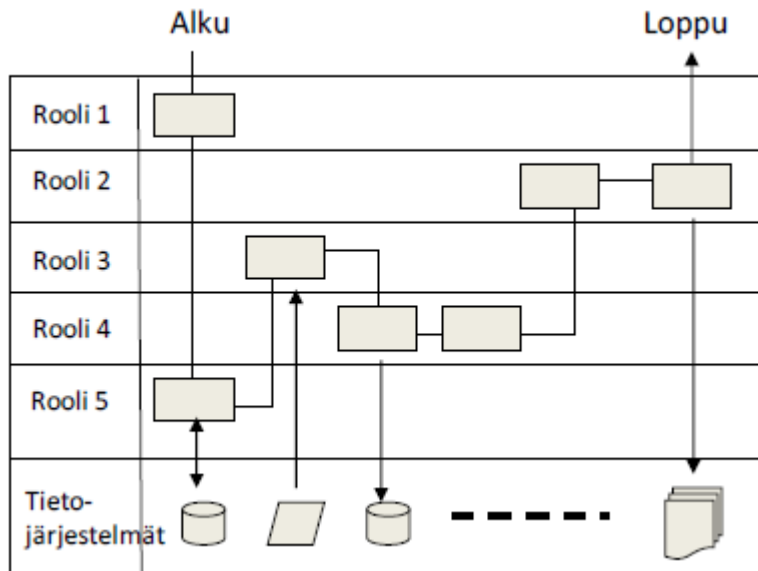 Alku
Loppu
Rooli 1
Rooli 2
Rooli 3
Rooli 4
Rooli 5
Tieto-
järjestelmät